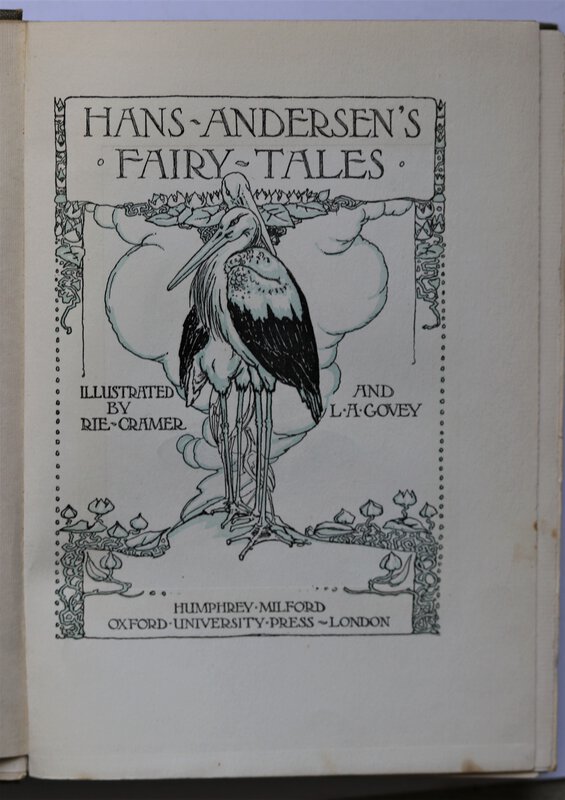 HANS~ANDERSEN'S
·FAIRY~TALES·
ILLUSTRATED
BY
RIE~CRAMER
AND
L·A·GOVEY
HUMPHREY·MILFORD
OXFORD·UNIVERSITY·PRESS~LONDON